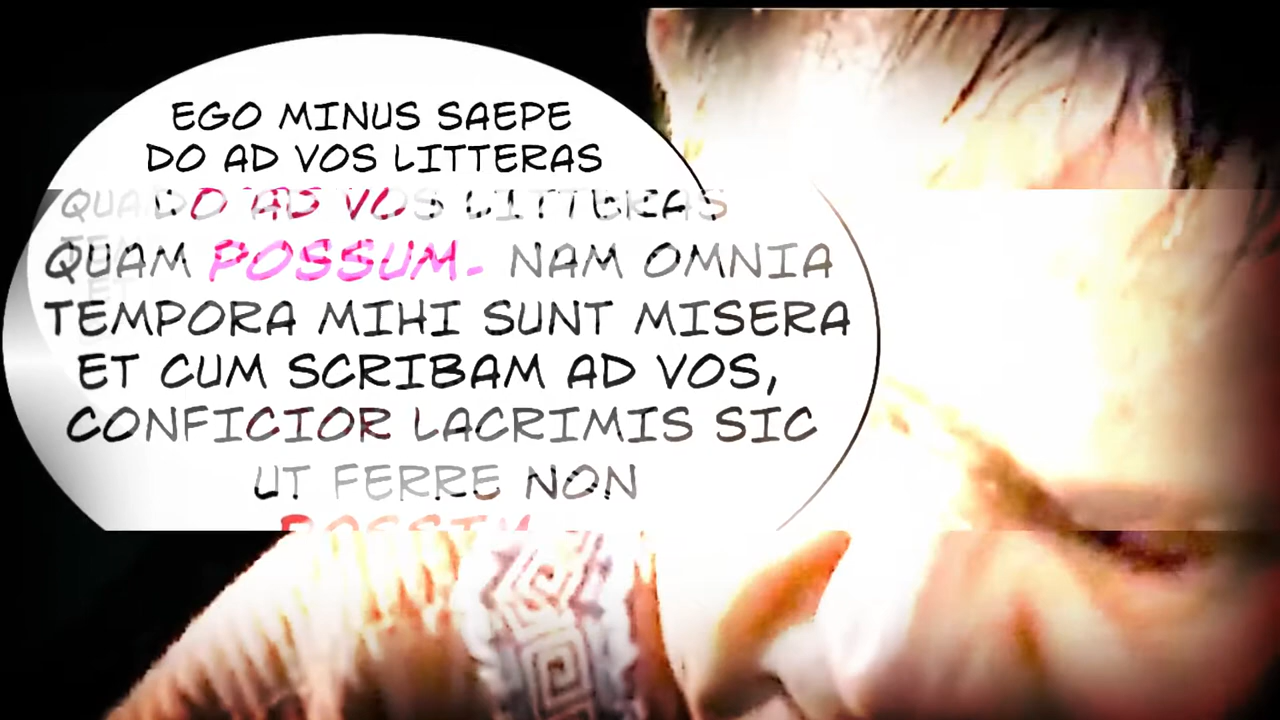 EGO MINUS SAEPE
DO AD VOS LITTERAS
QUAM POSSUM. NAM OMNIA
TEMPORA MIHI SUNT MISERA
ET CUM SCRIBAM AD VOS,
CONFICIOR LACRIMIS SIC
UT FERRE NON